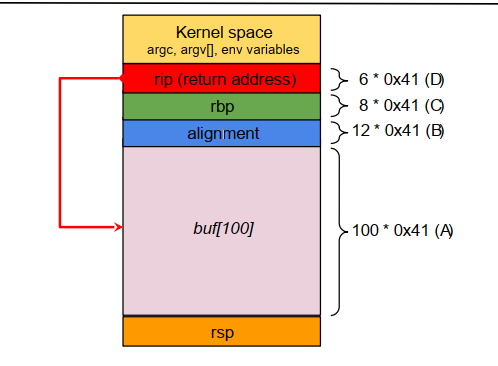 Kernel space
argc, argv[], env variables
rip (return address)
6 * 0x41 (D)
rbp
8 * 0x41 (C)
alignment
12 * 0x41 (B)
buf[100]
100 * 0x41 (A)
rsp